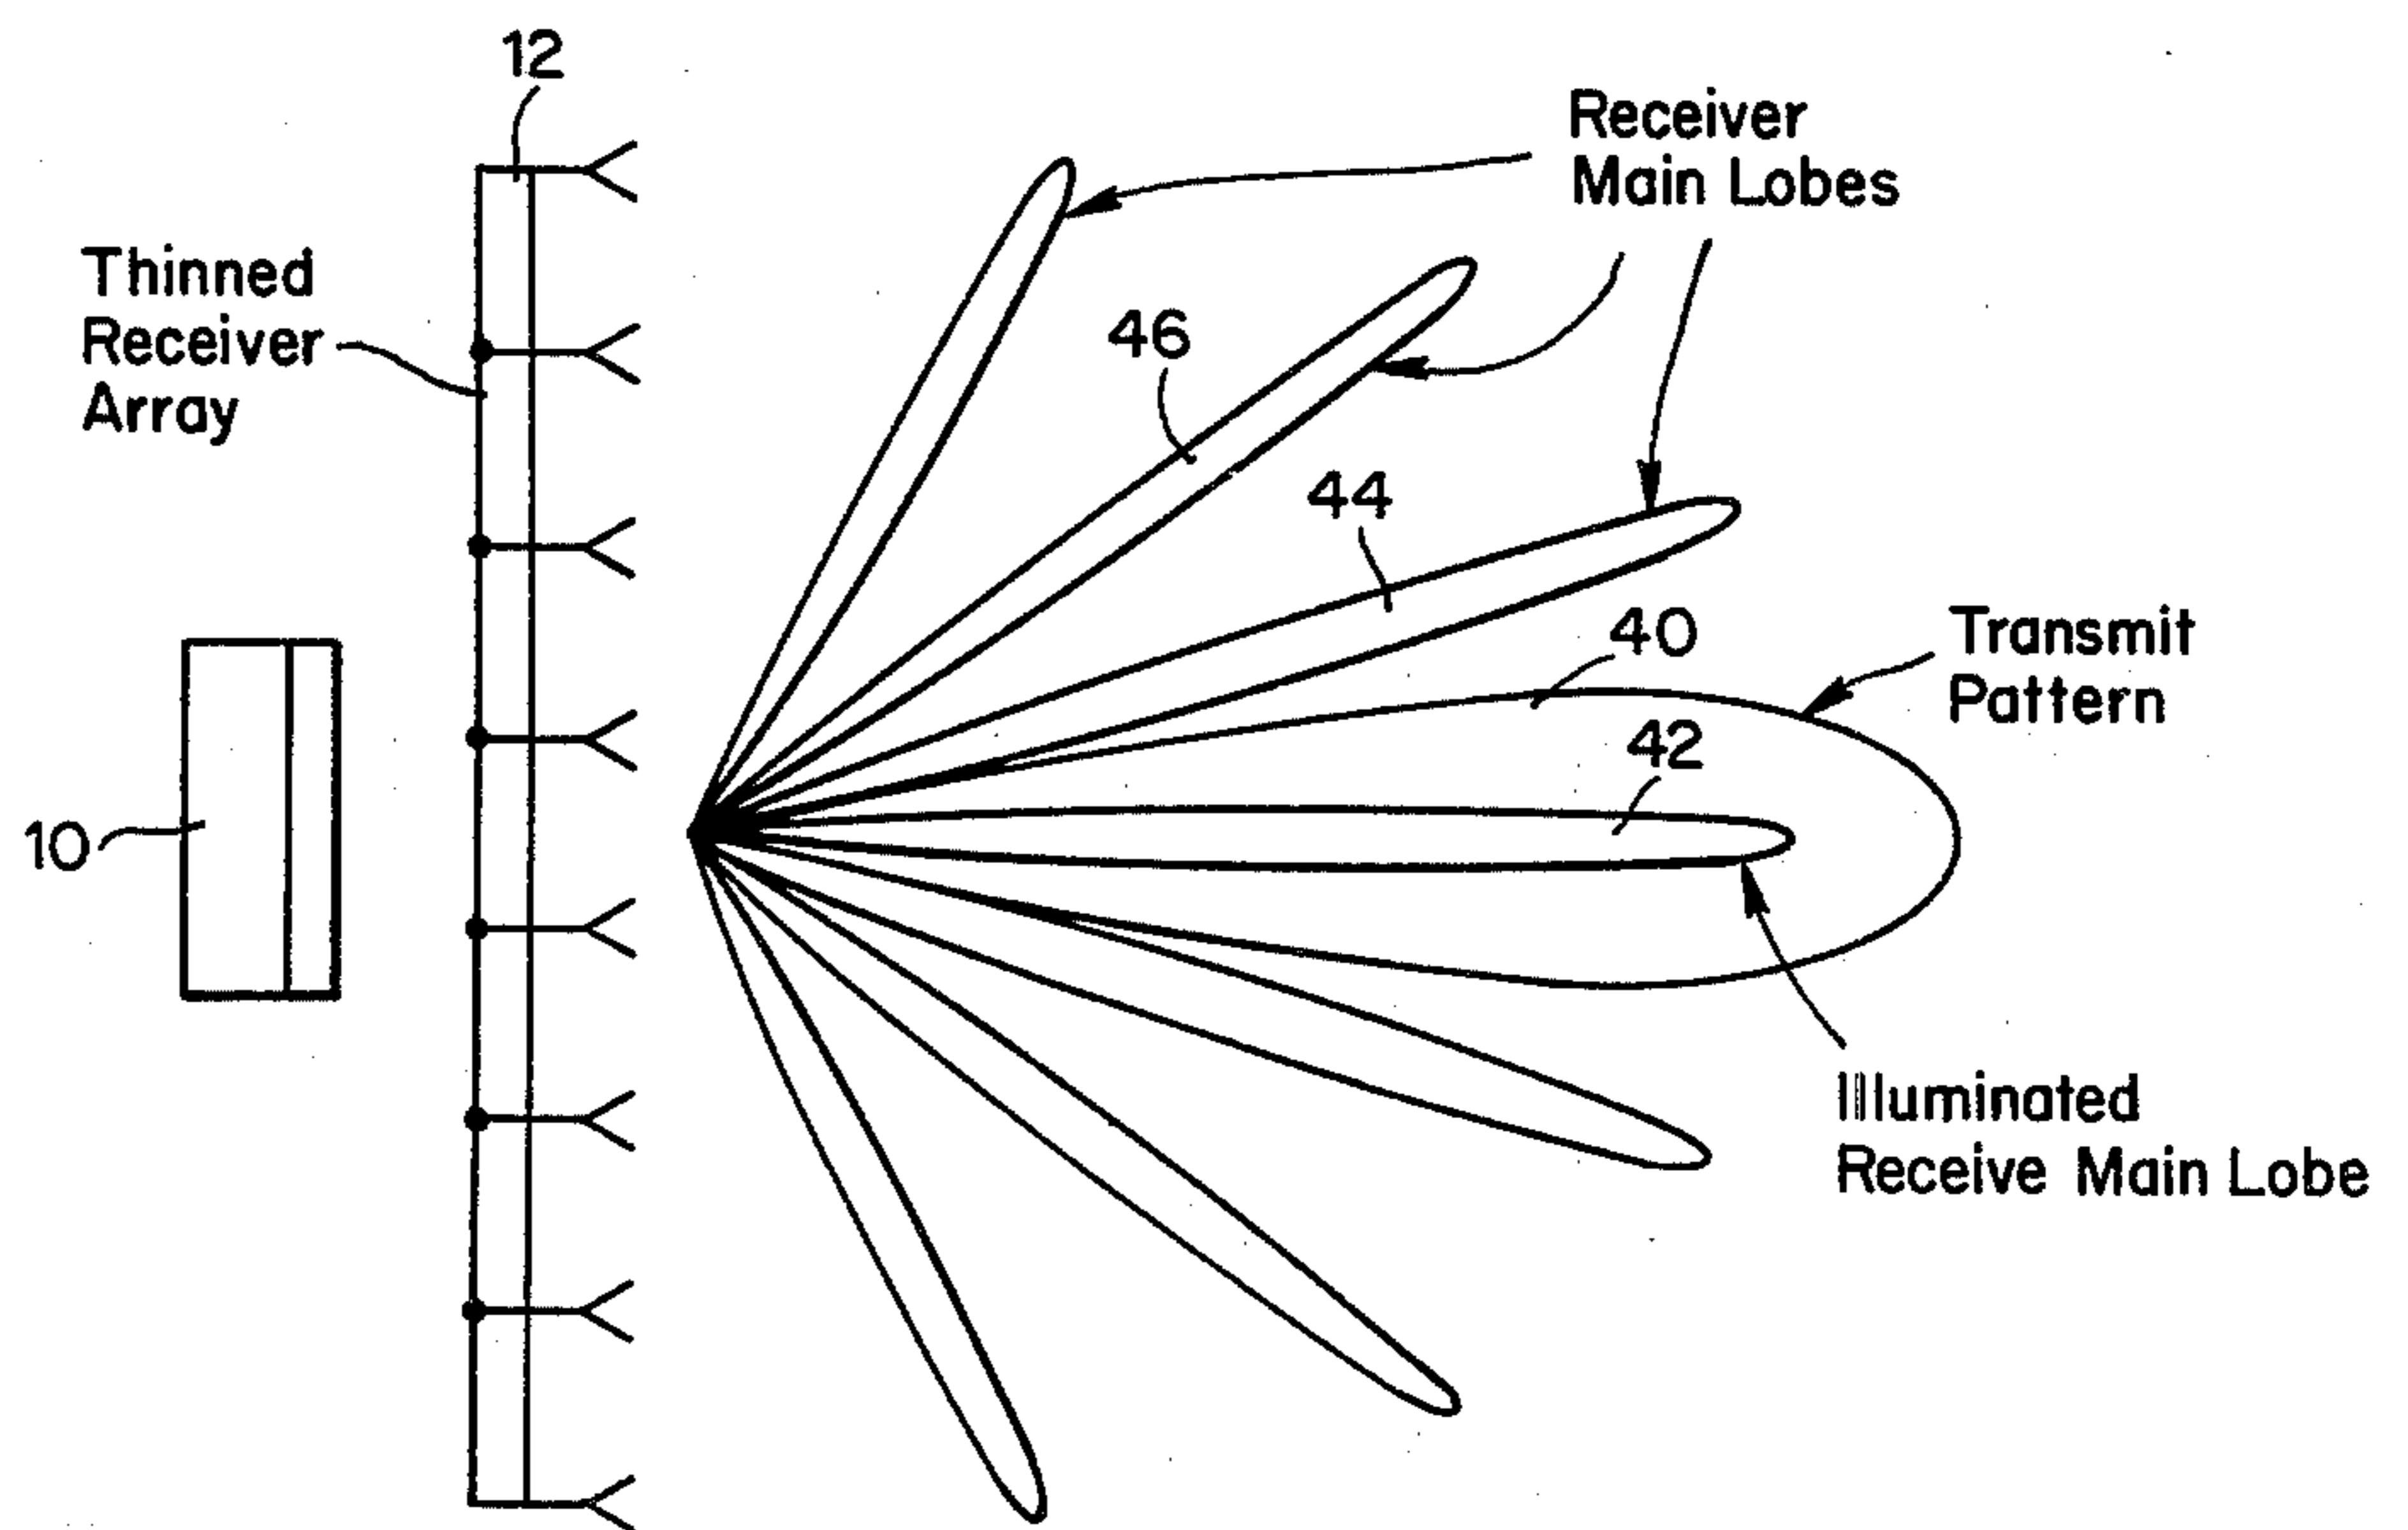 12
Receiver
Main Lobes
Thinned
Receiver
Array
46
44
40
Transmit
Pattern
42
10
Illuminated
Receive Main Lobe